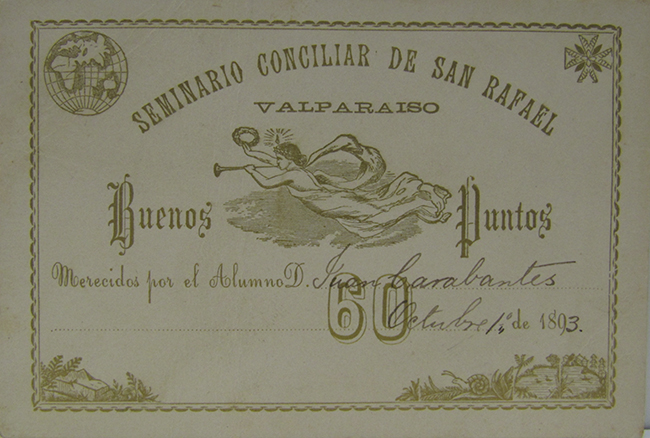 SEMINARIO CONCILIAR DE SAN RAFAEL
VALPARAISO
Buenos Puntos
Merecidos por el Alumno D. Juan Carabantes
60
Octubre 1º de 1893.